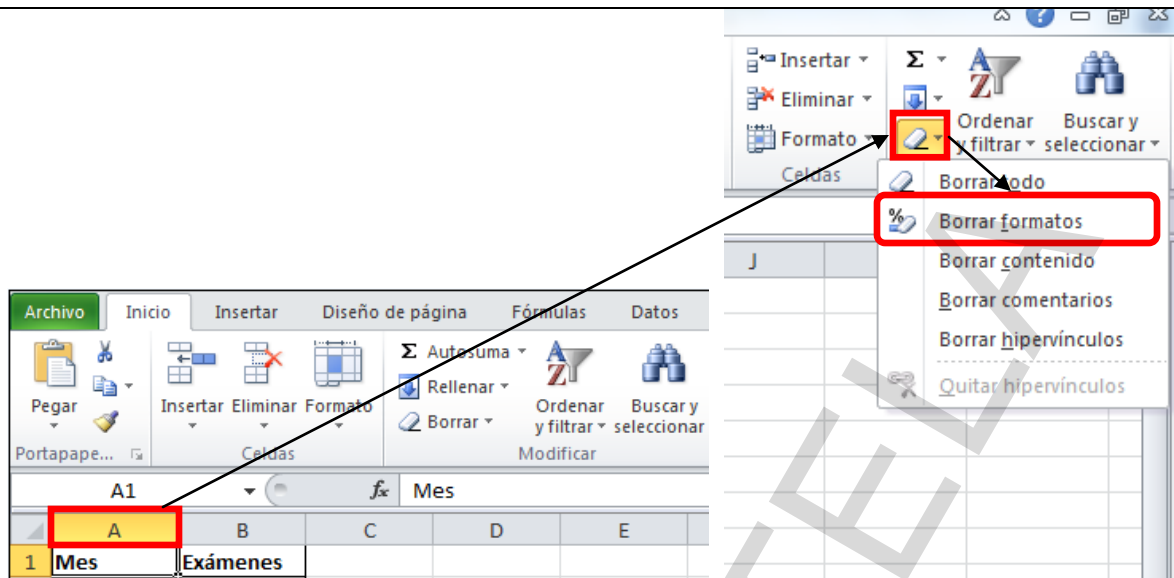 Insertar
Eliminar
Formato
Celdas
Σ
Ordenar
y filtrar
Buscar y
seleccionar
Borrar todo
Borrar formatos
Borrar contenido
Borrar comentarios
Borrar hipervínculos
Quitar hipervínculos
J
Archivo Inicio Insertar Diseño de página Fórmulas Datos
Pegar
Portapape...
Insertar Eliminar Formato
Celdas
Σ Autosuma
Rellenar
Borrar
Ordenar
y filtrar
Buscar y
seleccionar
Modificar
A1 fx Mes
A B C D E
1 Mes Exámenes
TELA